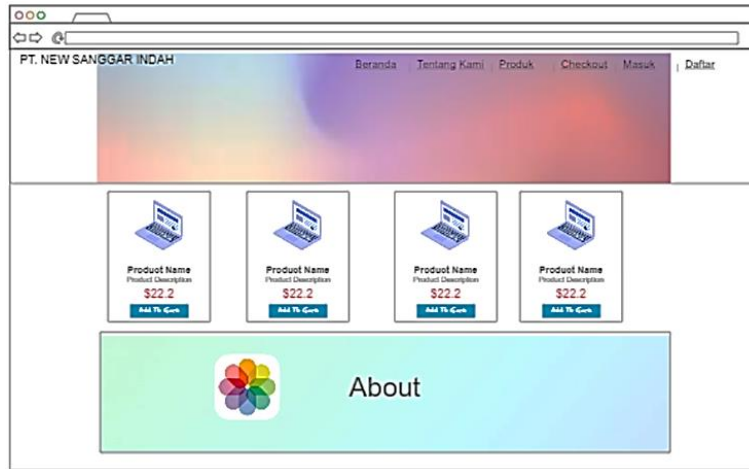 PT. NEW SANGGAR INDAH
Beranda | Tentang Kami | Produk | Checkout | Masuk | Daftar
Product Name
Product Description
$22.2
Add To Cart
Product Name
Product Description
$22.2
Add To Cart
Product Name
Product Description
$22.2
Add To Cart
Product Name
Product Description
$22.2
Add To Cart
About